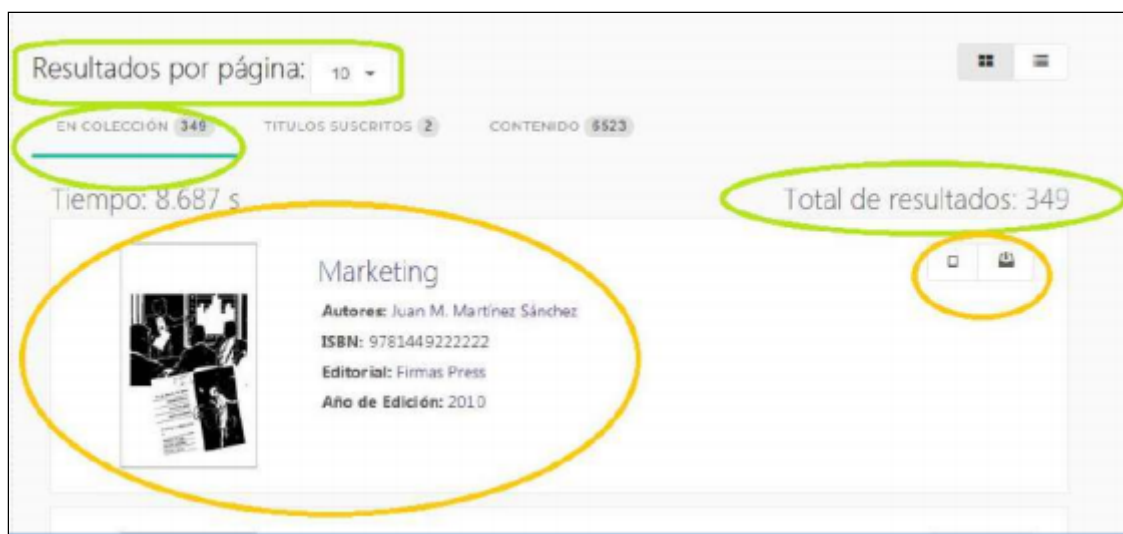 Resultados por página: 10
EN COLECCIÓN 349 TITULOS SUSCRITOS 2 CONTENIDO 6523
Tiempo: 8.687 s
Total de resultados: 349
Marketing
Autores: Juan M. Martínez Sánchez
ISBN: 9781449222222
Editorial: Firmas Press
Año de Edición: 2010